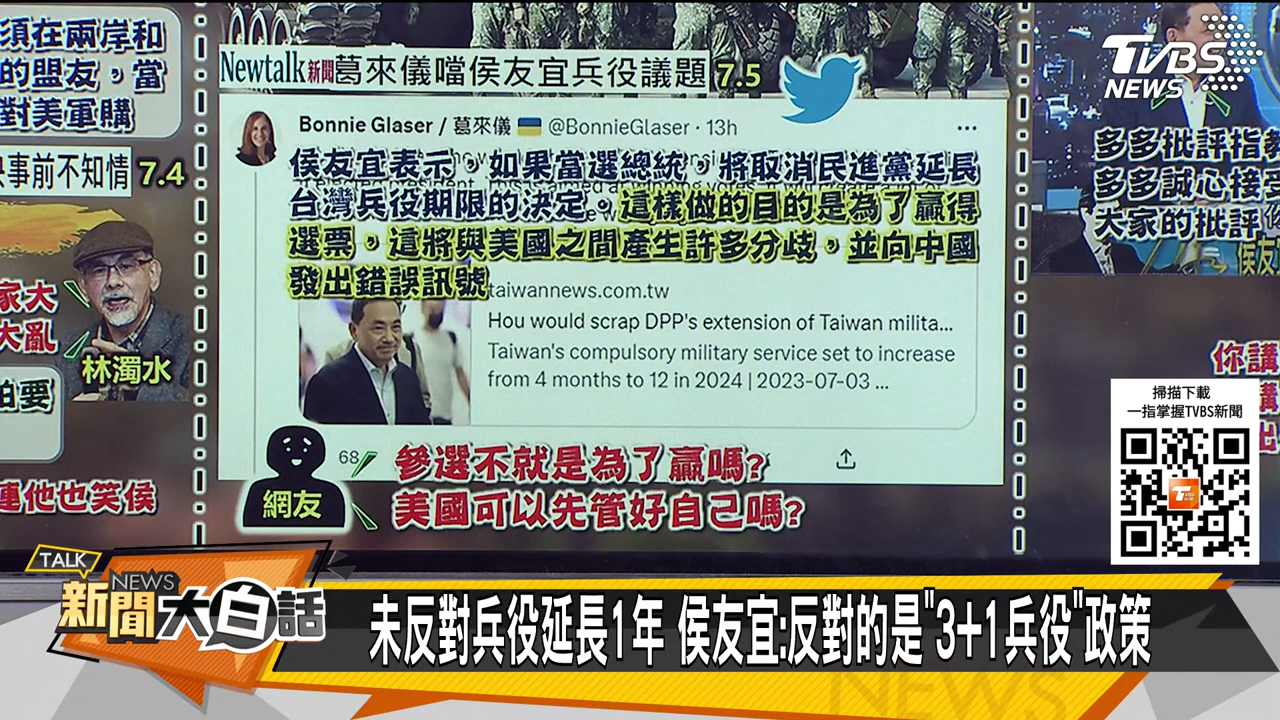 須在兩岸和
的盟友，當
對美軍購
事前不知情 7.4
家大
大亂
林濁水
怕要
連他也笑侯
Newtalk新聞 葛來儀噹侯友宜兵役議題 7.5
Bonnie Glaser / 葛來儀 @BonnieGlaser · 13h
侯友宜表示，如果當選總統，將取消民進黨延長
台灣兵役期限的決定，這樣做的目的是為了贏得
選票，這將與美國之間產生許多分歧，並向中國
發出錯誤訊號
taiwannews.com.tw
Hou would scrap DPP's extension of Taiwan milita...
Taiwan's compulsory military service set to increase
from 4 months to 12 in 2024 | 2023-07-03 ...
68
網友
參選不就是為了贏嗎?
美國可以先管好自己嗎?
TVBS
NEWS
多多批評指教
多多誠心接受
大家的批評
侯友
你講
講
出
掃描下載
一指掌握TVBS新聞
TALK
NEWS
新聞大白話
未反對兵役延長1年 侯友宜:反對的是"3+1兵役"政策
NEWS